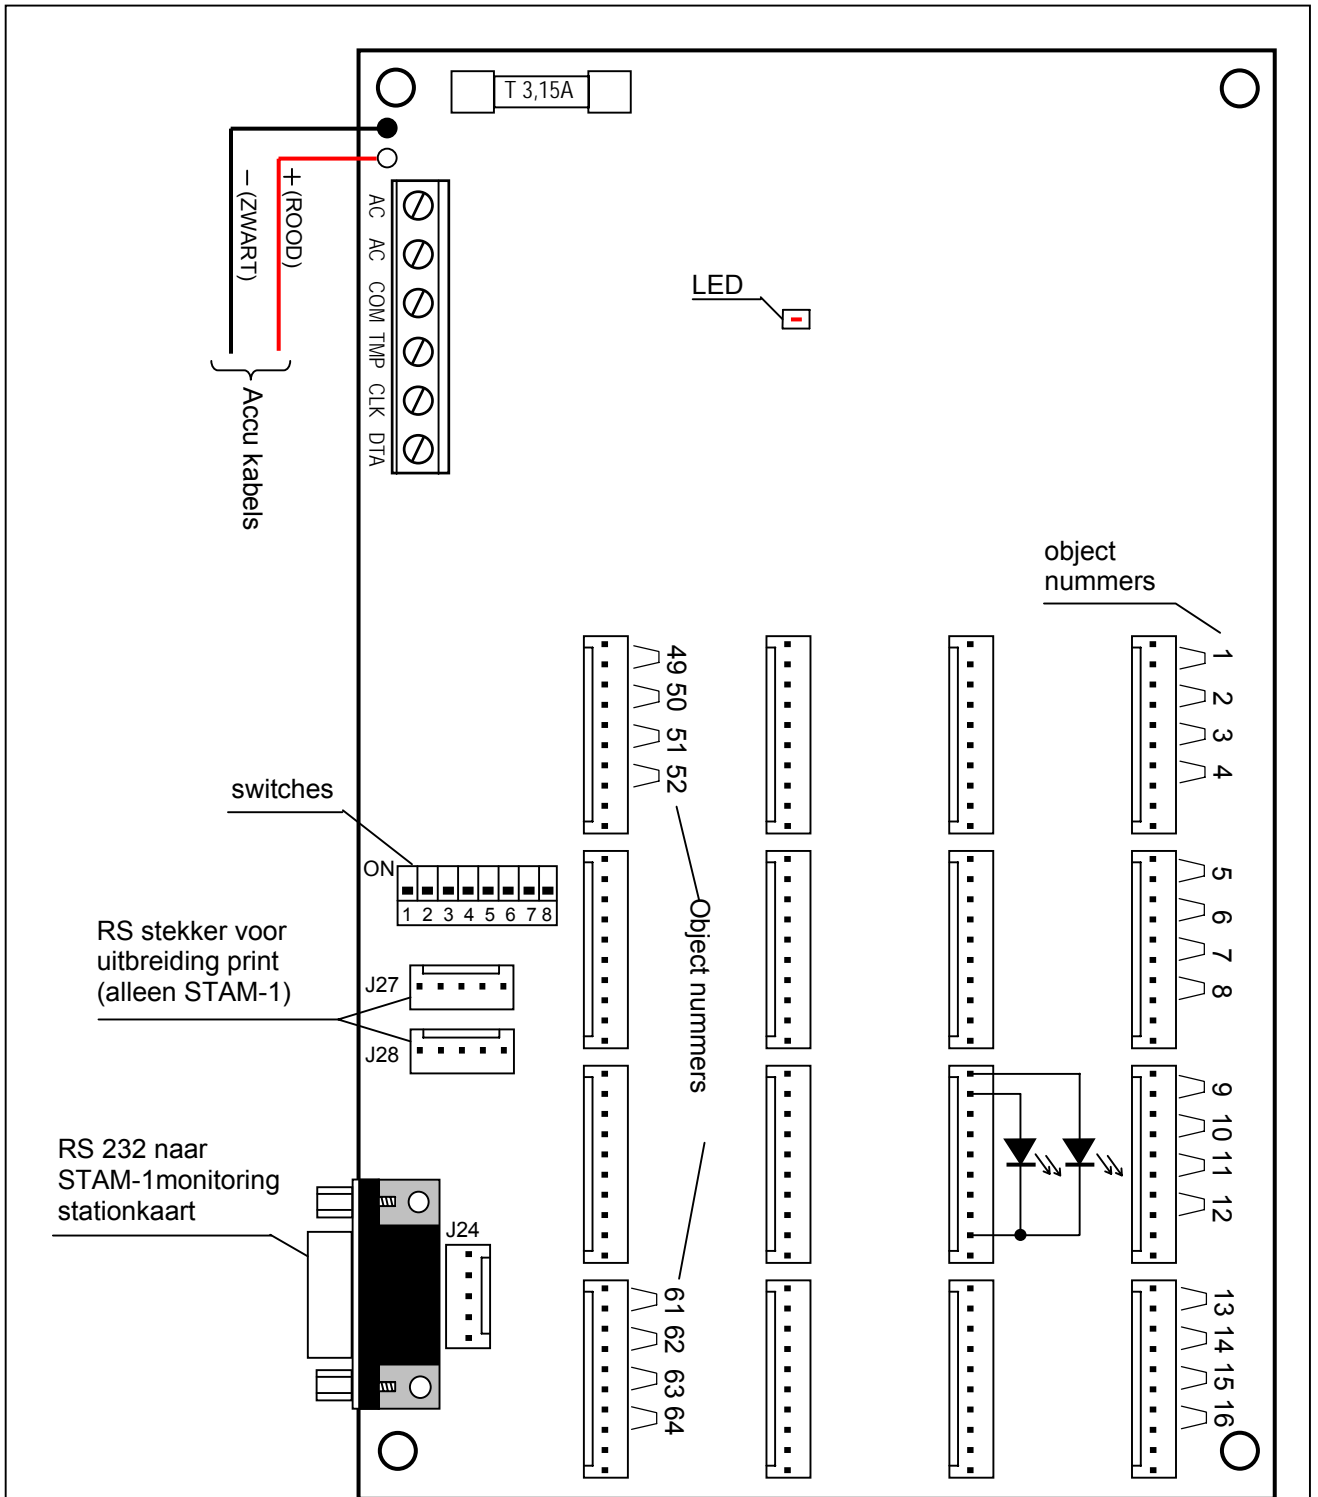 T 3,15A
+ (ROOD)
– (ZWART)
Accu kabels
AC
AC
COM
TMP
CLK
DTA
LED
object
nummers
1
2
3
4
5
6
7
8
9
10
11
12
13
14
15
16
49
50
51
52
Object nummers
61
62
63
64
switches
ON
1 2 3 4 5 6 7 8
RS stekker voor
uitbreiding print
(alleen STAM-1)
J27
J28
RS 232 naar
STAM-1monitoring
stationkaart
J24